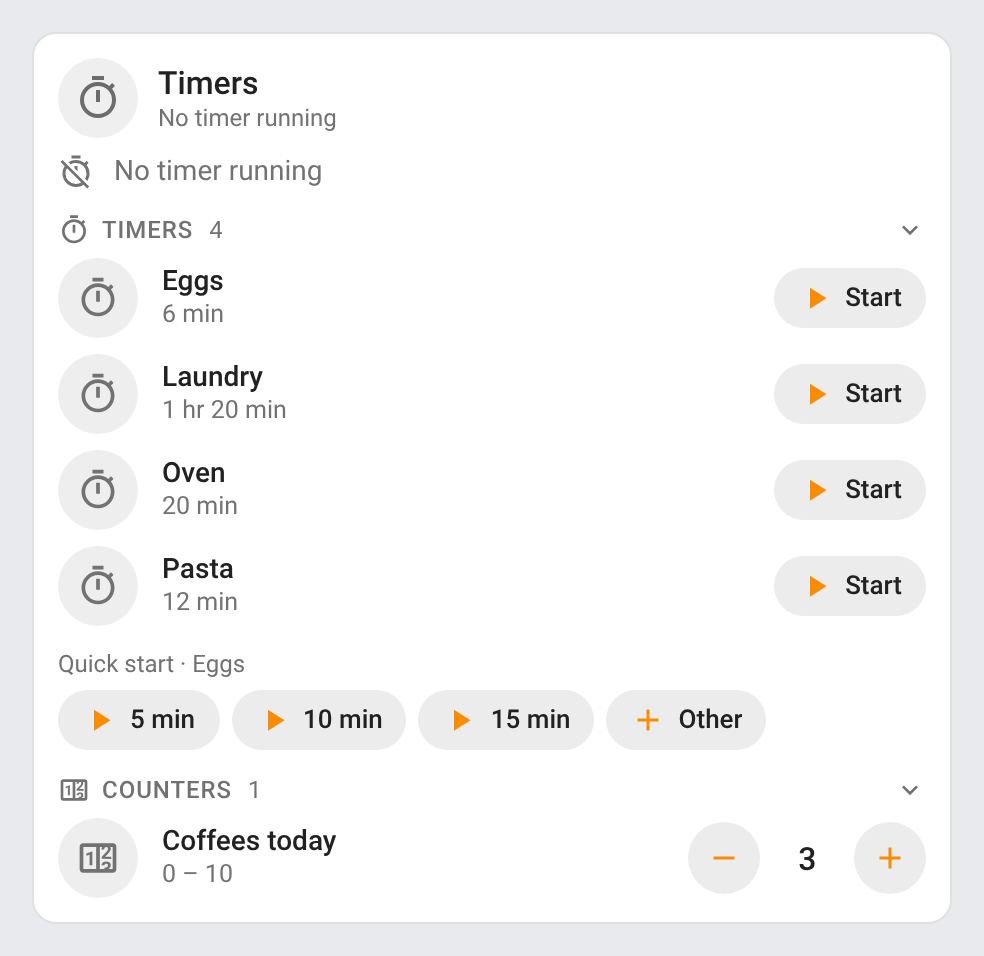 Timers
No timer running
No timer running
TIMERS 4
Eggs
6 min
Start
Laundry
1 hr 20 min
Start
Oven
20 min
Start
Pasta
12 min
Start
Quick start · Eggs
5 min 10 min 15 min Other
COUNTERS 1
Coffees today
0 – 10
3